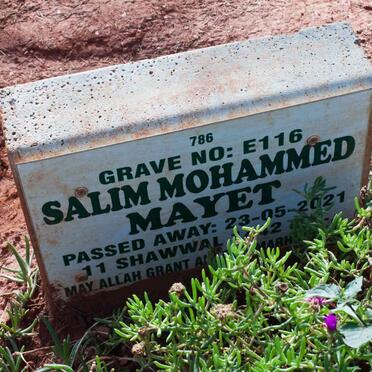 786
GRAVE NO: E116
SALIM MOHAMMED
MAYET
PASSED AWAY: 23-05-2021
11 SHAWWAL
MAY ALLAH GRANT